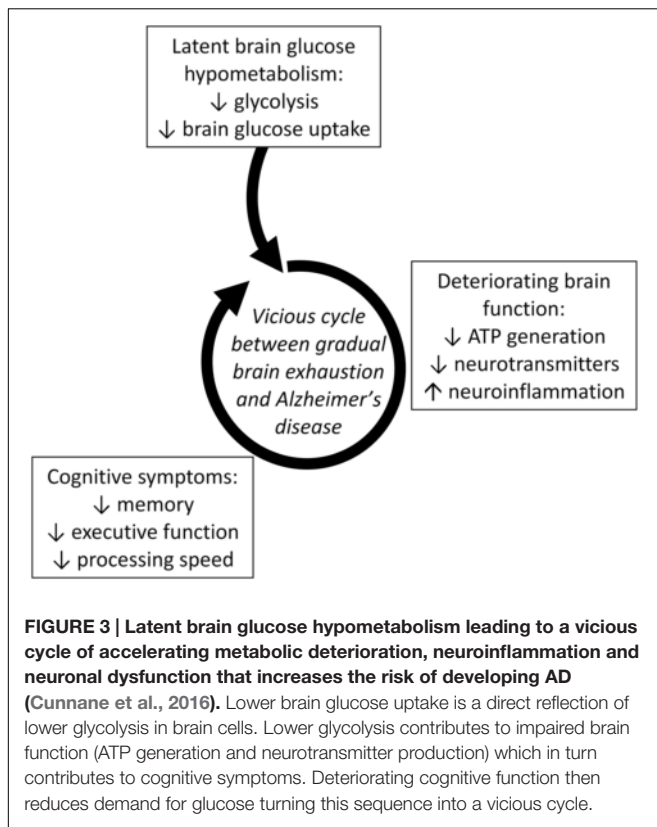 Latent brain glucose
hypometabolism:
↓ glycolysis
↓ brain glucose uptake
Vicious cycle
between gradual
brain exhaustion
and Alzheimer's
disease
Deteriorating brain
function:
↓ ATP generation
↓ neurotransmitters
↑ neuroinflammation
Cognitive symptoms:
↓ memory
↓ executive function
↓ processing speed
FIGURE 3 | Latent brain glucose hypometabolism leading to a vicious
cycle of accelerating metabolic deterioration, neuroinflammation and
neuronal dysfunction that increases the risk of developing AD
(Cunnane et al., 2016). Lower brain glucose uptake is a direct reflection of
lower glycolysis in brain cells. Lower glycolysis contributes to impaired brain
function (ATP generation and neurotransmitter production) which in turn
contributes to cognitive symptoms. Deteriorating cognitive function then
reduces demand for glucose turning this sequence into a vicious cycle.